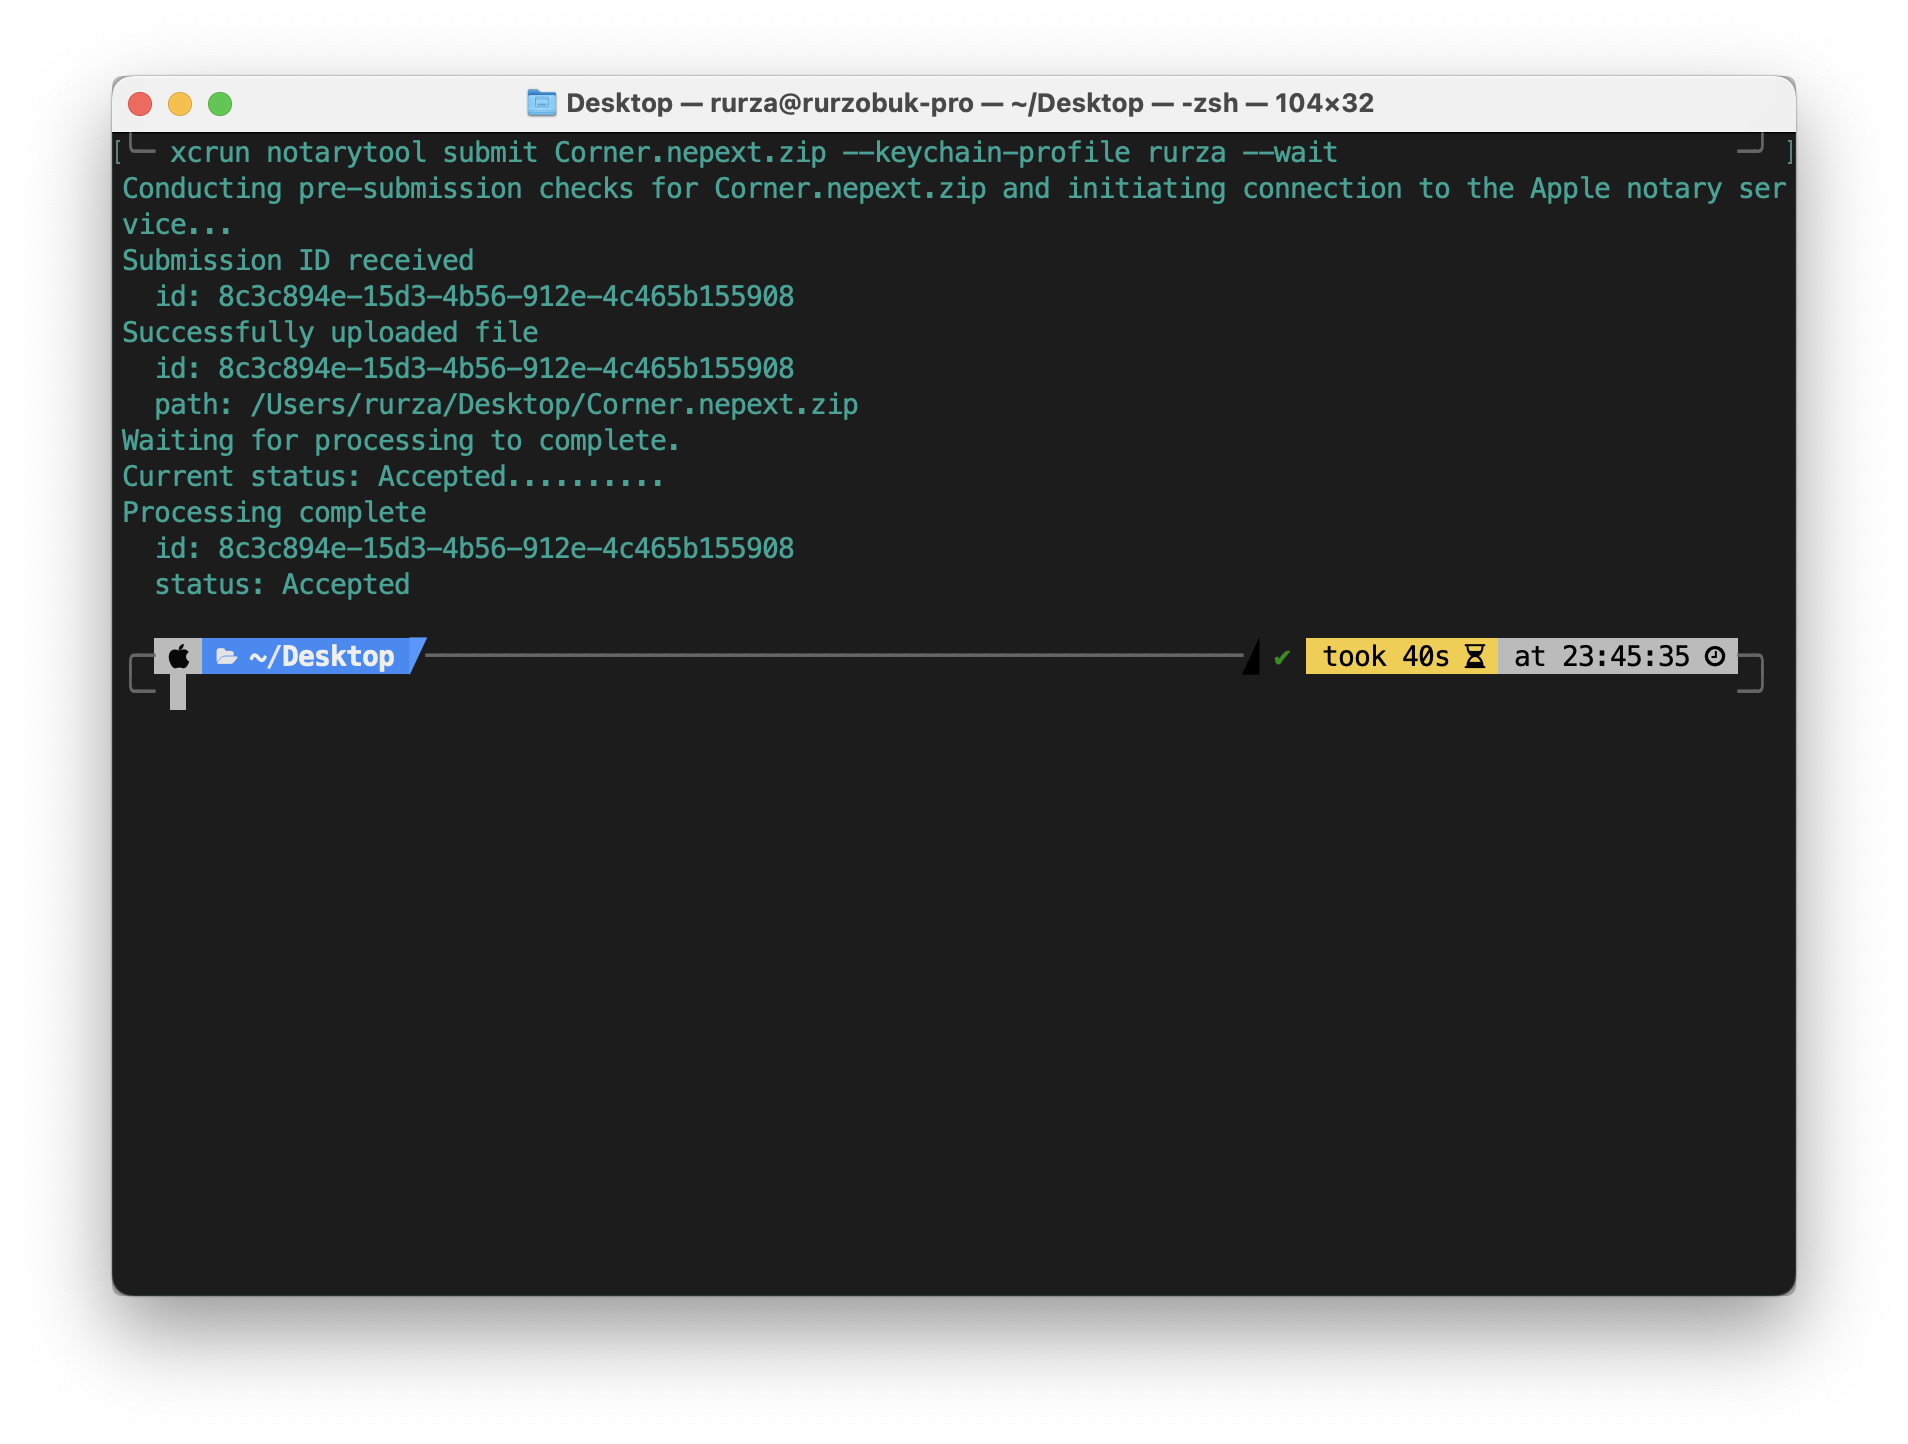 Desktop — rurza@rurzobuk-pro — ~/Desktop — -zsh — 104×32
xcrun notarytool submit Corner.nepext.zip --keychain-profile rurza --wait
Conducting pre-submission checks for Corner.nepext.zip and initiating connection to the Apple notary ser
vice...
Submission ID received
  id: 8c3c894e-15d3-4b56-912e-4c465b155908
Successfully uploaded file
  id: 8c3c894e-15d3-4b56-912e-4c465b155908
  path: /Users/rurza/Desktop/Corner.nepext.zip
Waiting for processing to complete.
Current status: Accepted..........
Processing complete
  id: 8c3c894e-15d3-4b56-912e-4c465b155908
  status: Accepted
~/Desktop ✔ took 40s at 23:45:35